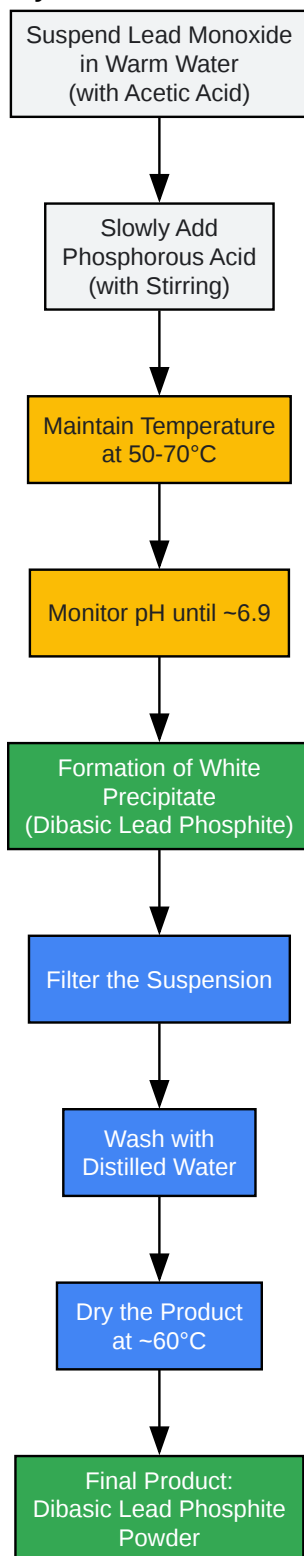 Suspend Lead Monoxide
in Warm Water
(with Acetic Acid)
Slowly Add
Phosphorous Acid
(with Stirring)
Maintain Temperature
at 50-70°C
Monitor pH until ~6.9
Formation of White
Precipitate
(Dibasic Lead Phosphite)
Filter the Suspension
Wash with
Distilled Water
Dry the Product
at ~60°C
Final Product:
Dibasic Lead Phosphite
Powder